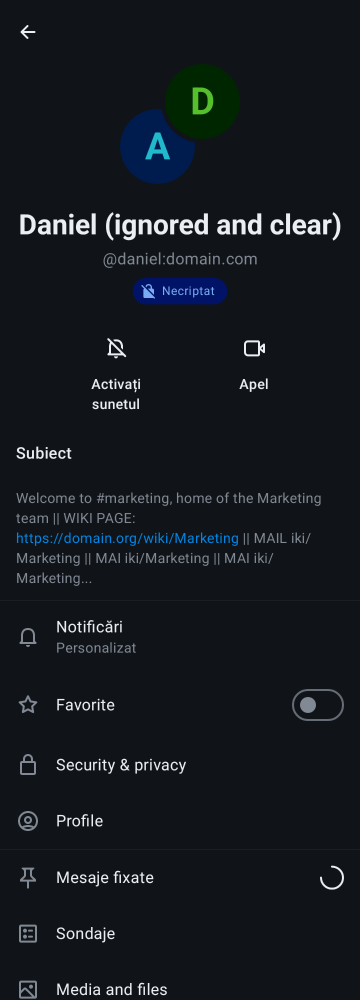 D
A
Daniel (ignored and clear)
@daniel:domain.com
Necriptat
Activați
sunetul
Apel
Subiect
Welcome to #marketing, home of the Marketing
team || WIKI PAGE:
https://domain.org/wiki/Marketing || MAIL iki/
Marketing || MAI iki/Marketing || MAI iki/
Marketing...
Notificări
Personalizat
Favorite
Security & privacy
Profile
Mesaje fixate
Sondaje
Media and files